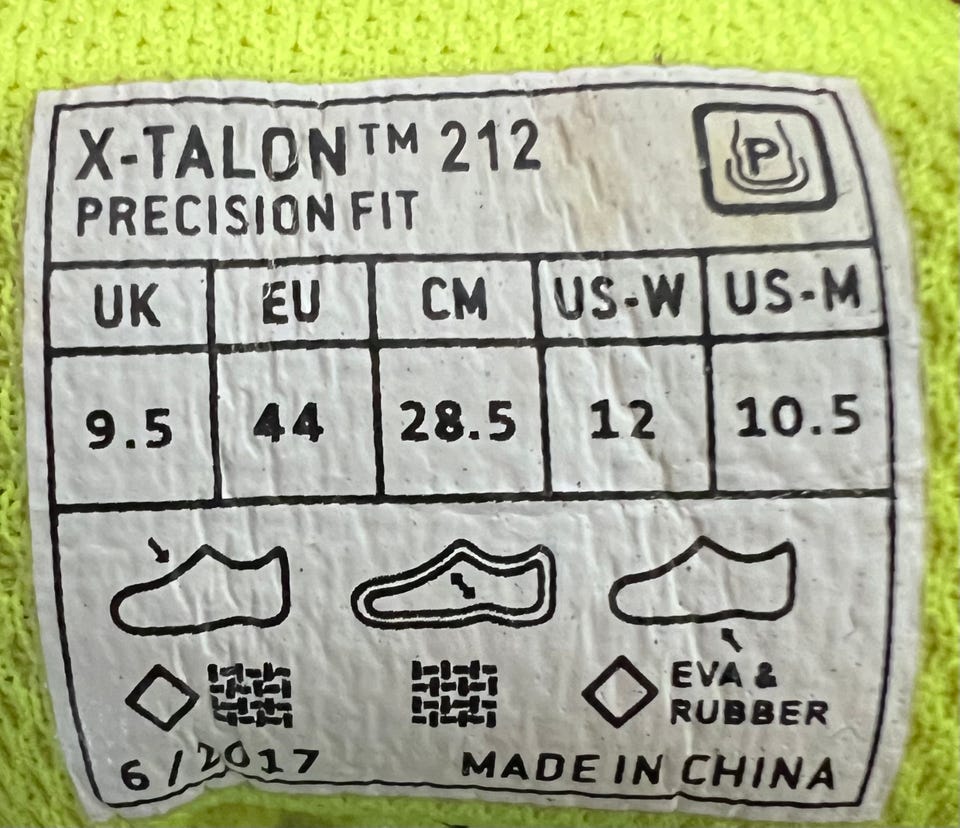 X-TALON™ 212
P
PRECISION FIT
UK EU CM US-W US-M
9.5 44 28.5 12 10.5
EVA &
RUBBER
6/2017 MADE IN CHINA